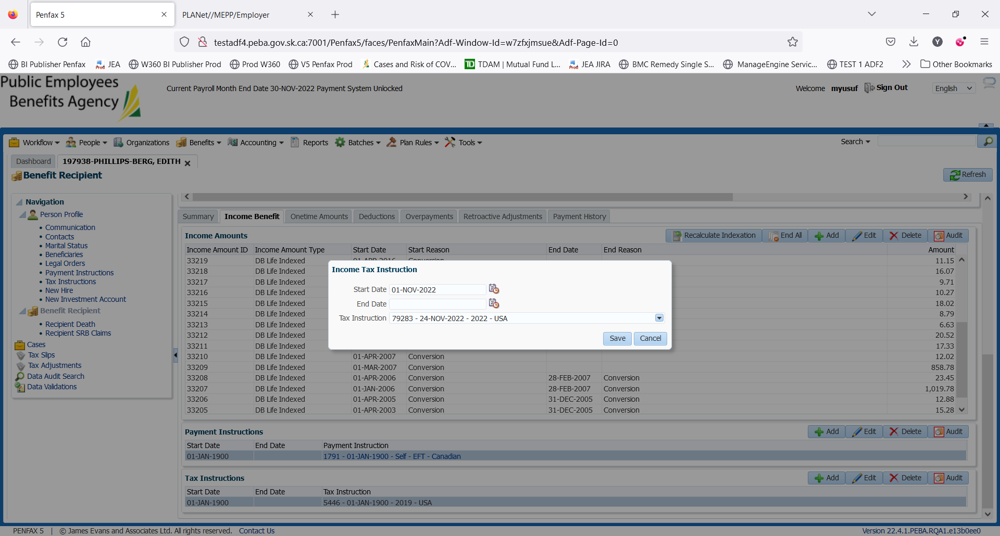 Penfax 5
PLANet//MEPP/Employer
testadf4.peba.gov.sk.ca:7001/Penfax5/faces/PenfaxMain?Adf-Window-Id=w7zfxjmsue&Adf-Page-Id=0
Y
BI Publisher Penfax JEA W360 BI Publisher Prod Prod W360 V5 Penfax Prod Cases and Risk of COV... TDAM | Mutual Fund L... JEA JIRA BMC Remedy Single S... ManageEngine Servic... TEST 1 ADF2 Other Bookmarks
Public Employees
Benefits Agency
Current Payroll Month End Date 30-NOV-2022 Payment System Unlocked
Welcome myusuf Sign Out English
Workflow People Organizations Benefits Accounting Reports Batches Plan Rules Tools Search
Dashboard 197938-PHILLIPS-BERG, EDITH
Benefit Recipient Refresh
Navigation
Person Profile
Communication
Contacts
Marital Status
Beneficiaries
Legal Orders
Payment Instructions
Tax Instructions
New Hire
New Investment Account
Benefit Recipient
Recipient Death
Recipient SRB Claims
Cases
Tax Slips
Tax Adjustments
Data Audit Search
Data Validations
Summary Income Benefit Onetime Amounts Deductions Overpayments Retroactive Adjustments Payment History
Income Amounts Recalculate Indexation End All Add Edit Delete Audit
Income Amount ID Income Amount Type Start Date Start Reason End Date End Reason Amount
33219 DB Life Indexed 01-APR-2016 Conversion 11.15
33218 DB Life Indexed 16.07
33217 DB Life Indexed 9.71
33216 DB Life Indexed 10.27
33215 DB Life Indexed 18.02
33214 DB Life Indexed 8.79
33213 DB Life Indexed 6.63
33212 DB Life Indexed 20.52
33211 DB Life Indexed 17.33
33210 DB Life Indexed 01-APR-2007 Conversion 12.02
33209 DB Life Indexed 01-MAR-2007 Conversion 858.78
33208 DB Life Indexed 01-APR-2006 Conversion 28-FEB-2007 Conversion 23.45
33207 DB Life Indexed 01-JAN-2006 Conversion 28-FEB-2007 Conversion 1,019.78
33206 DB Life Indexed 01-APR-2005 Conversion 31-DEC-2005 Conversion 12.88
33205 DB Life Indexed 01-APR-2003 Conversion 31-DEC-2005 Conversion 15.28
Income Tax Instruction
Start Date 01-NOV-2022
End Date
Tax Instruction 79283 - 24-NOV-2022 - 2022 - USA
Save Cancel
Payment Instructions Add Edit Delete Audit
Start Date End Date Payment Instruction
01-JAN-1900 1791 - 01-JAN-1900 - Self - EFT - Canadian
Tax Instructions Add Edit Delete Audit
Start Date End Date Tax Instruction
01-JAN-1900 5446 - 01-JAN-1900 - 2019 - USA
PENFAX 5 | © James Evans and Associates Ltd. All rights reserved. Contact Us Version 22.4.1.PEBA.RQA1.e13b0ee0